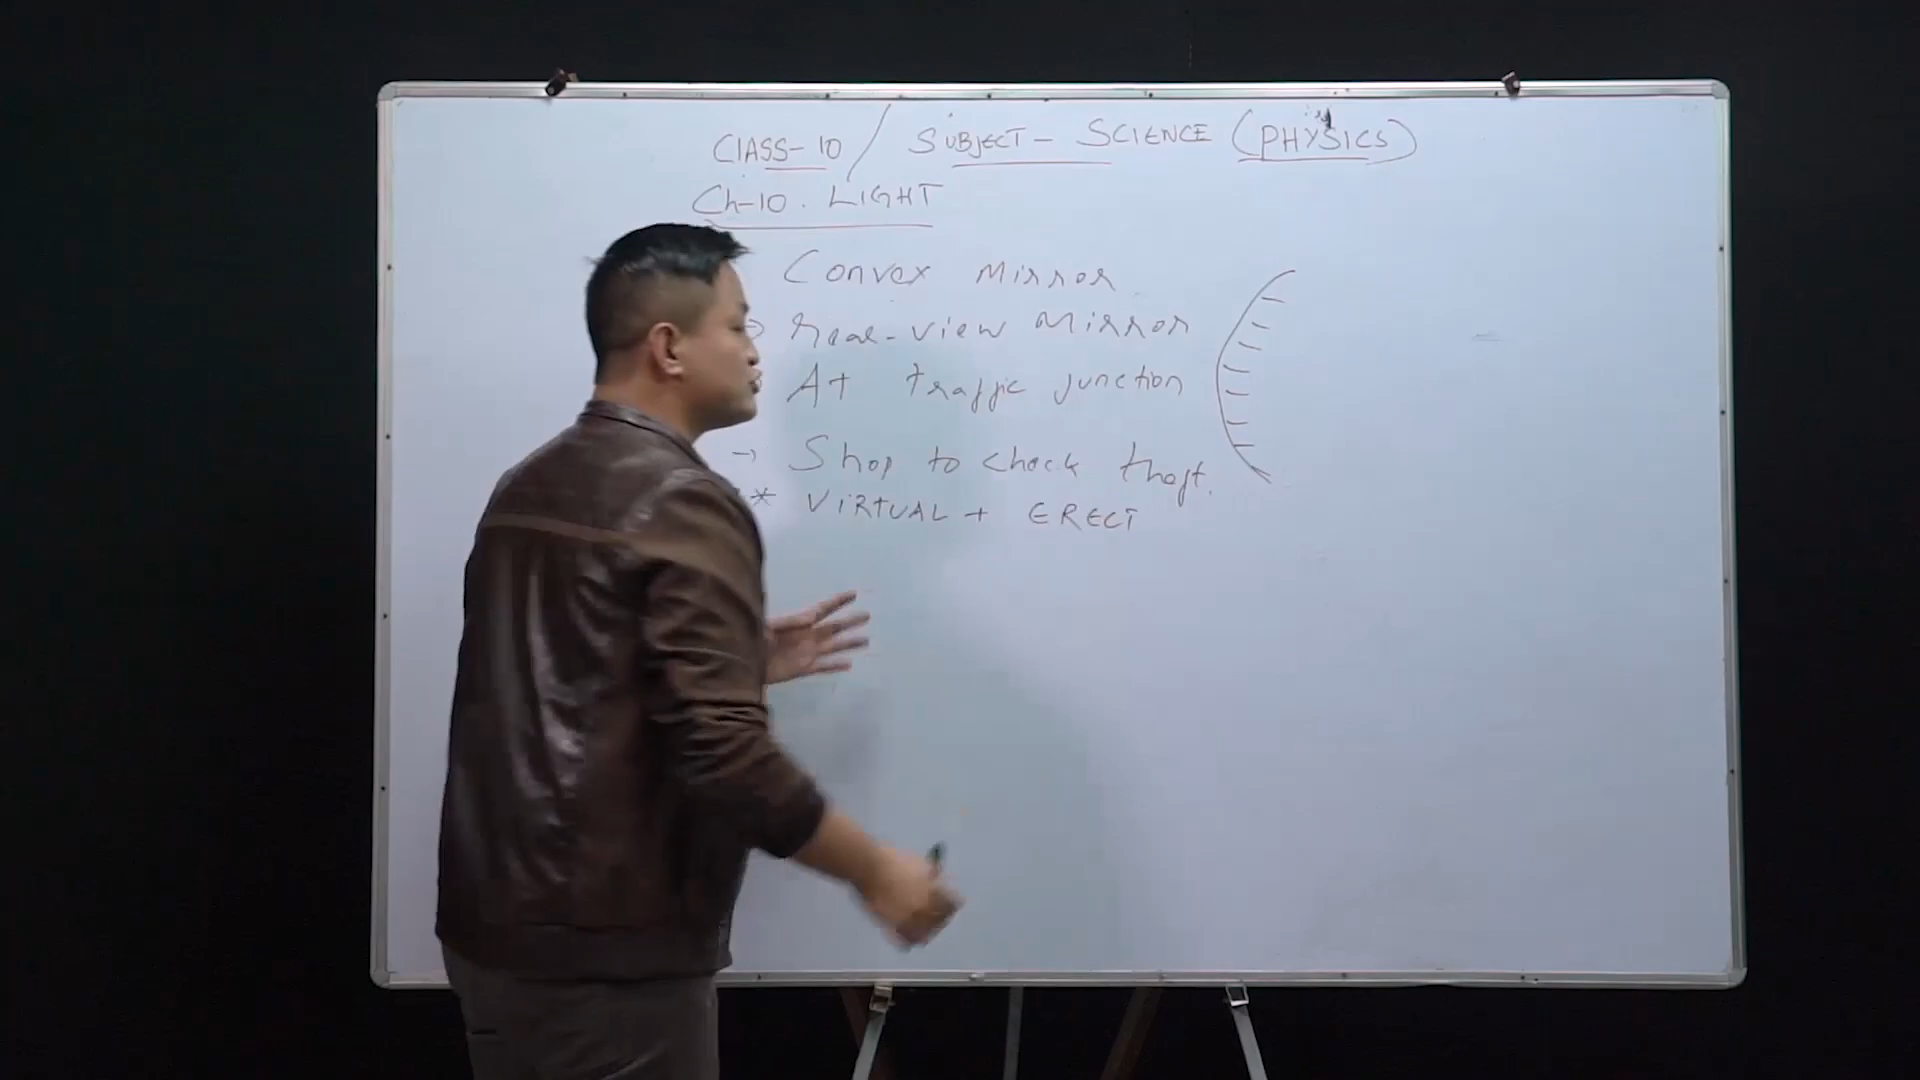 CLASS-10 / SUBJECT - SCIENCE (PHYSICS)
Ch-10. LIGHT
Convex Mirror
Rear-view Mirror
At traffic junction
→ Shop to check theft.
* VIRTUAL + ERECT